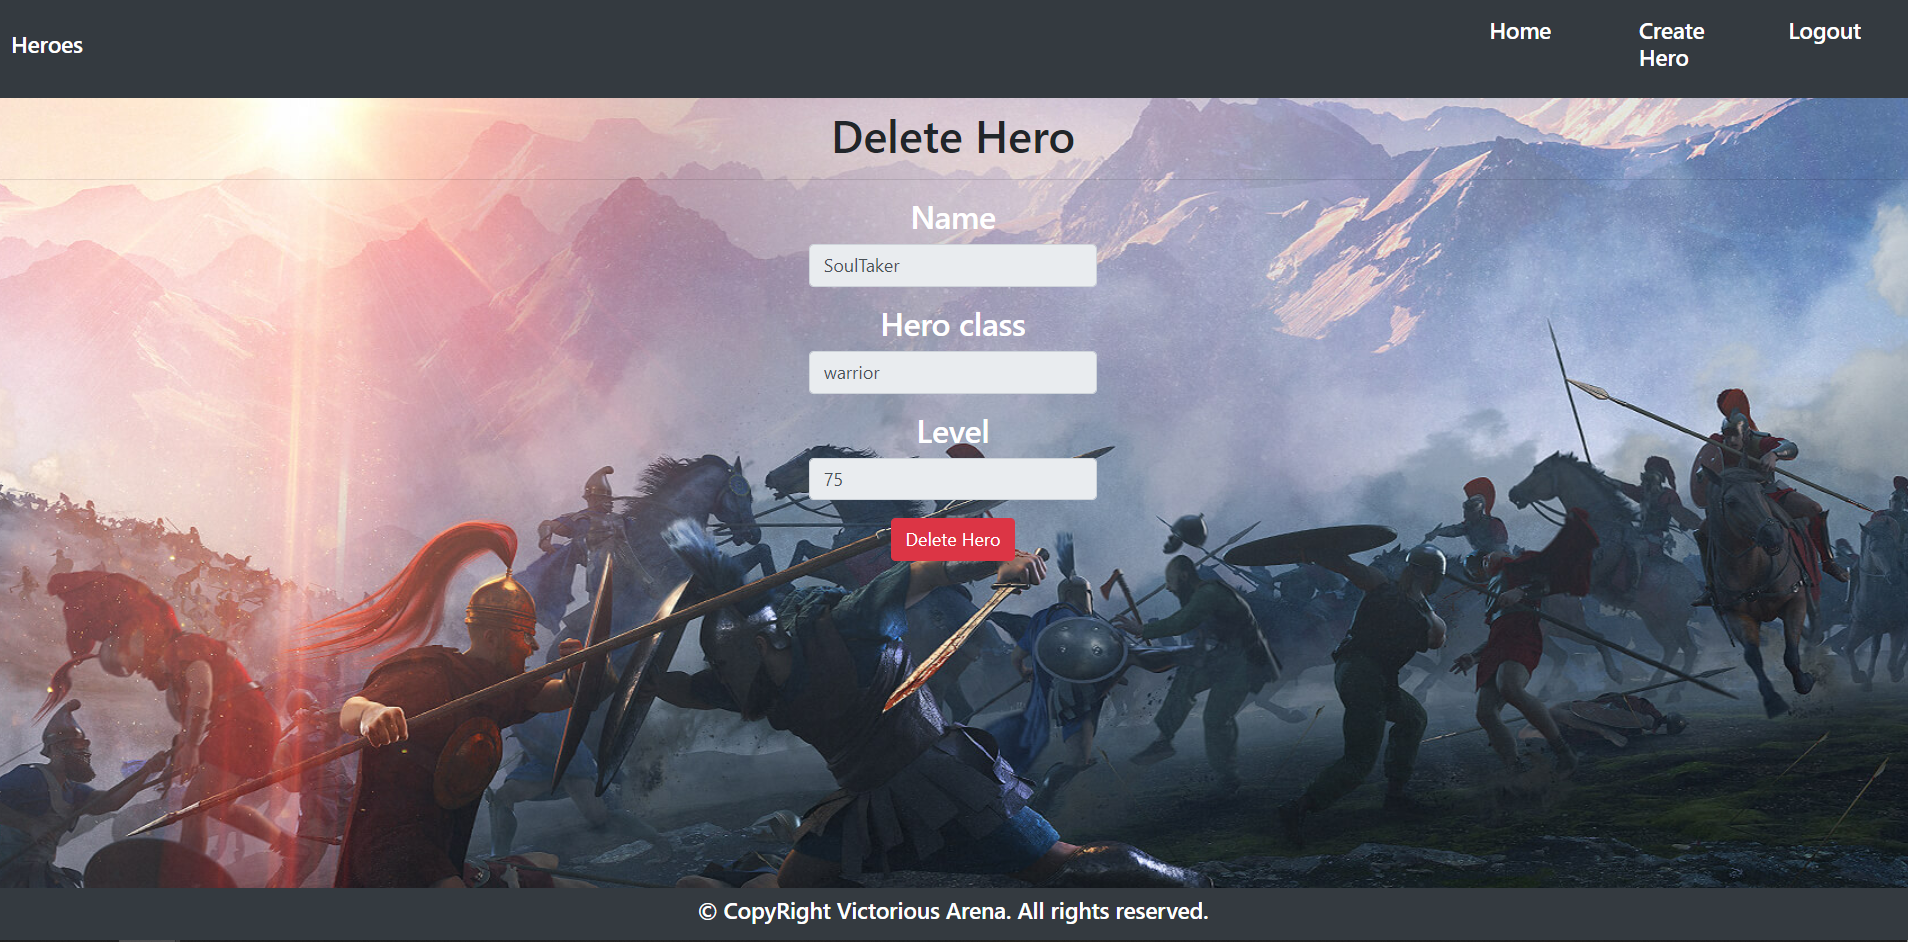 Heroes
Home
Create
Hero
Logout
Delete Hero
Name
SoulTaker
Hero class
warrior
Level
75
Delete Hero
© CopyRight Victorious Arena. All rights reserved.